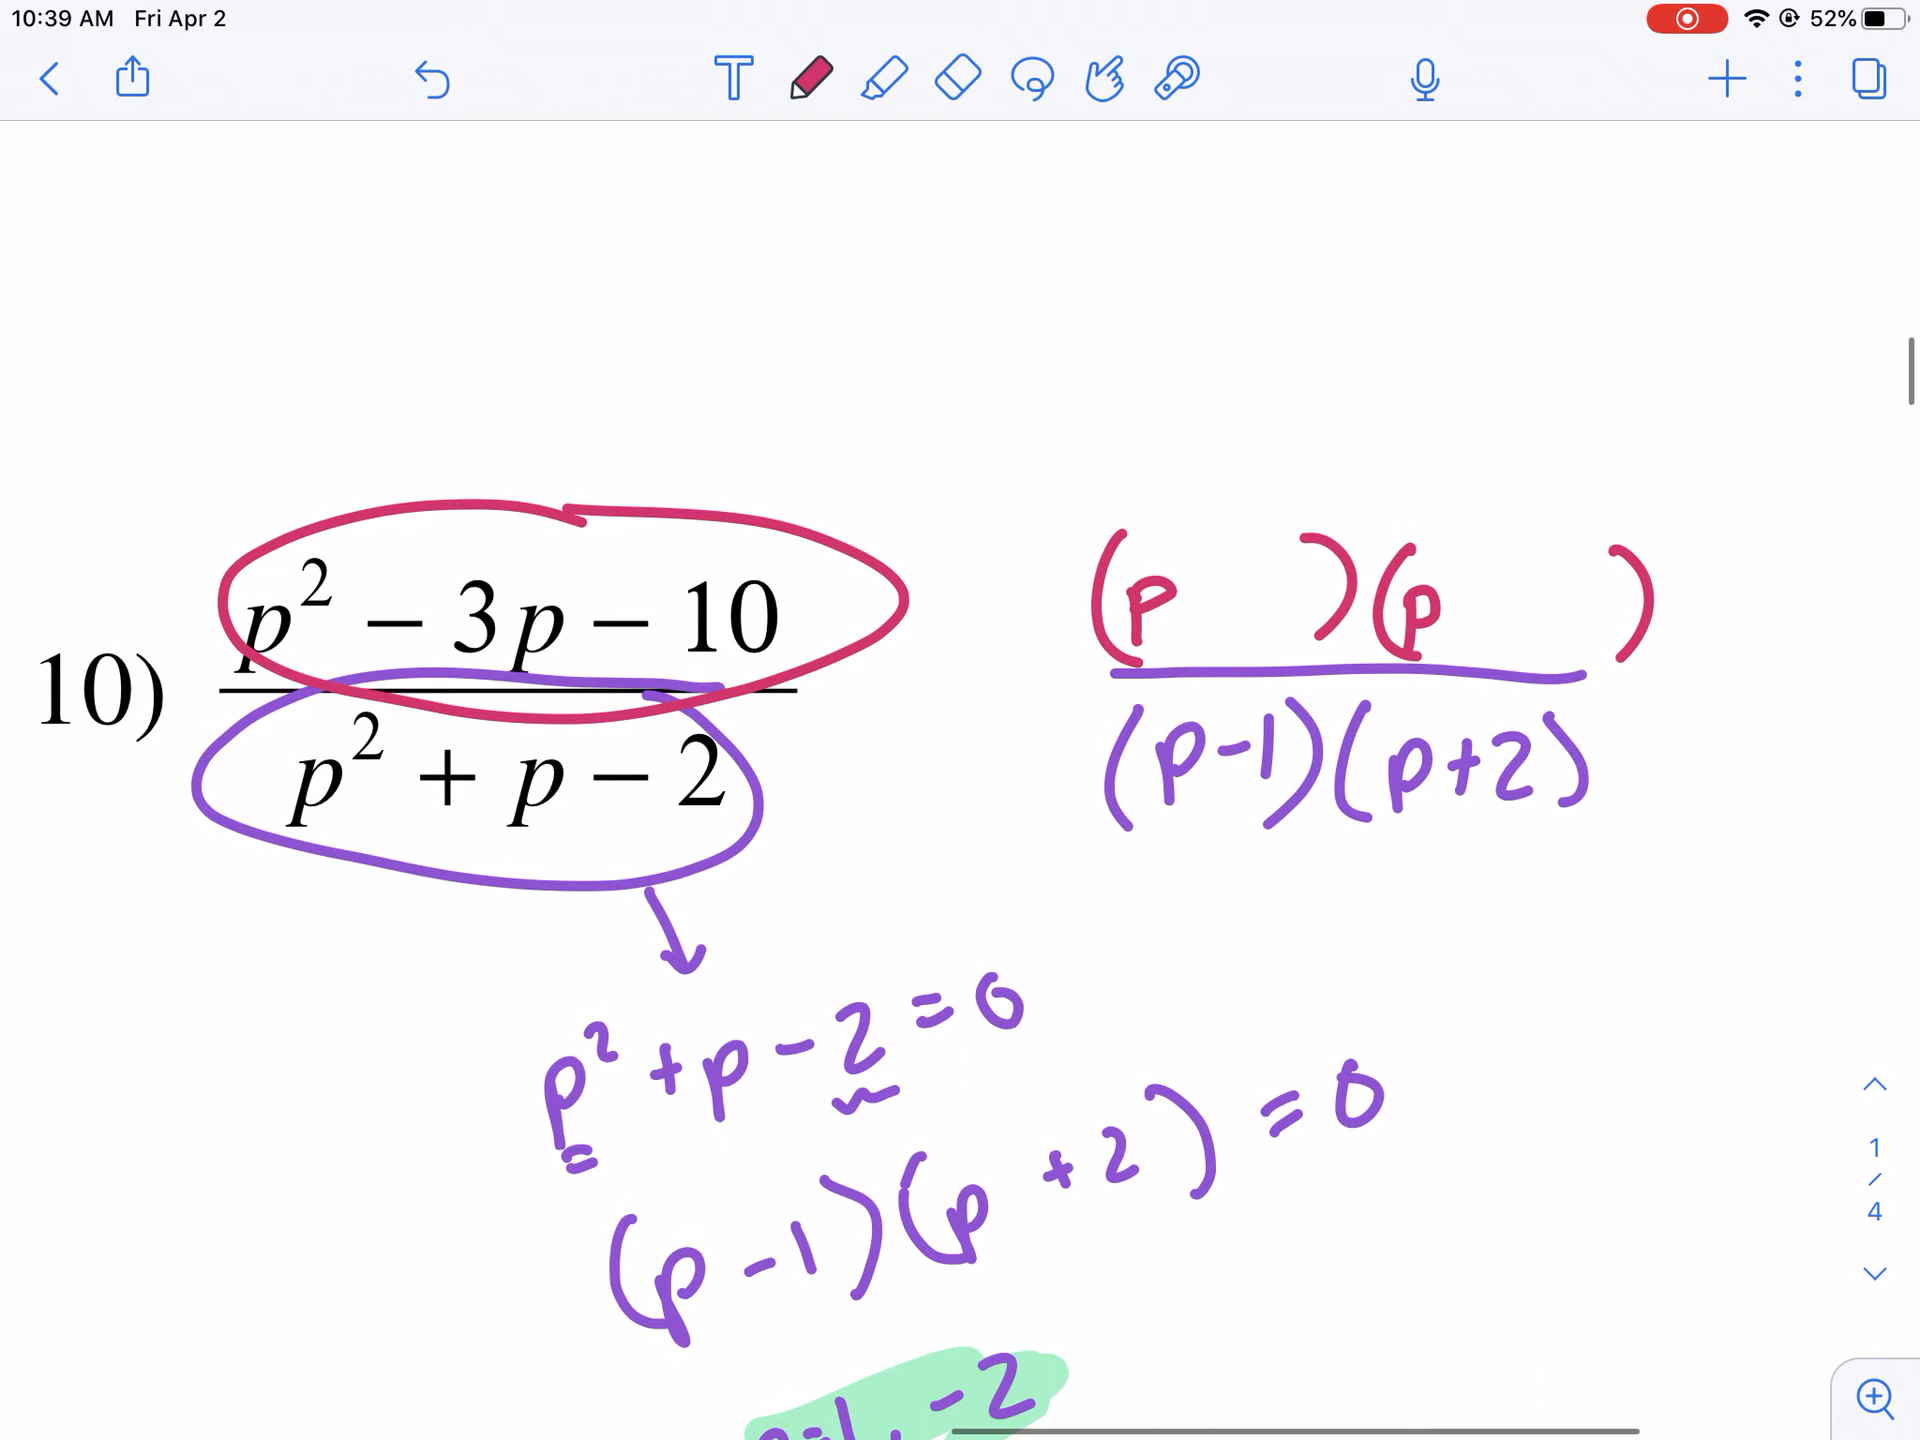 10:39 AM Fri Apr 2 52%
10) p² − 3p − 10 / p² + p − 2
(p )(p )
(p-1)(p+2)
p² + p - 2 = 0
(p - 1)(p + 2) = 0
p=1, -2
1 / 4